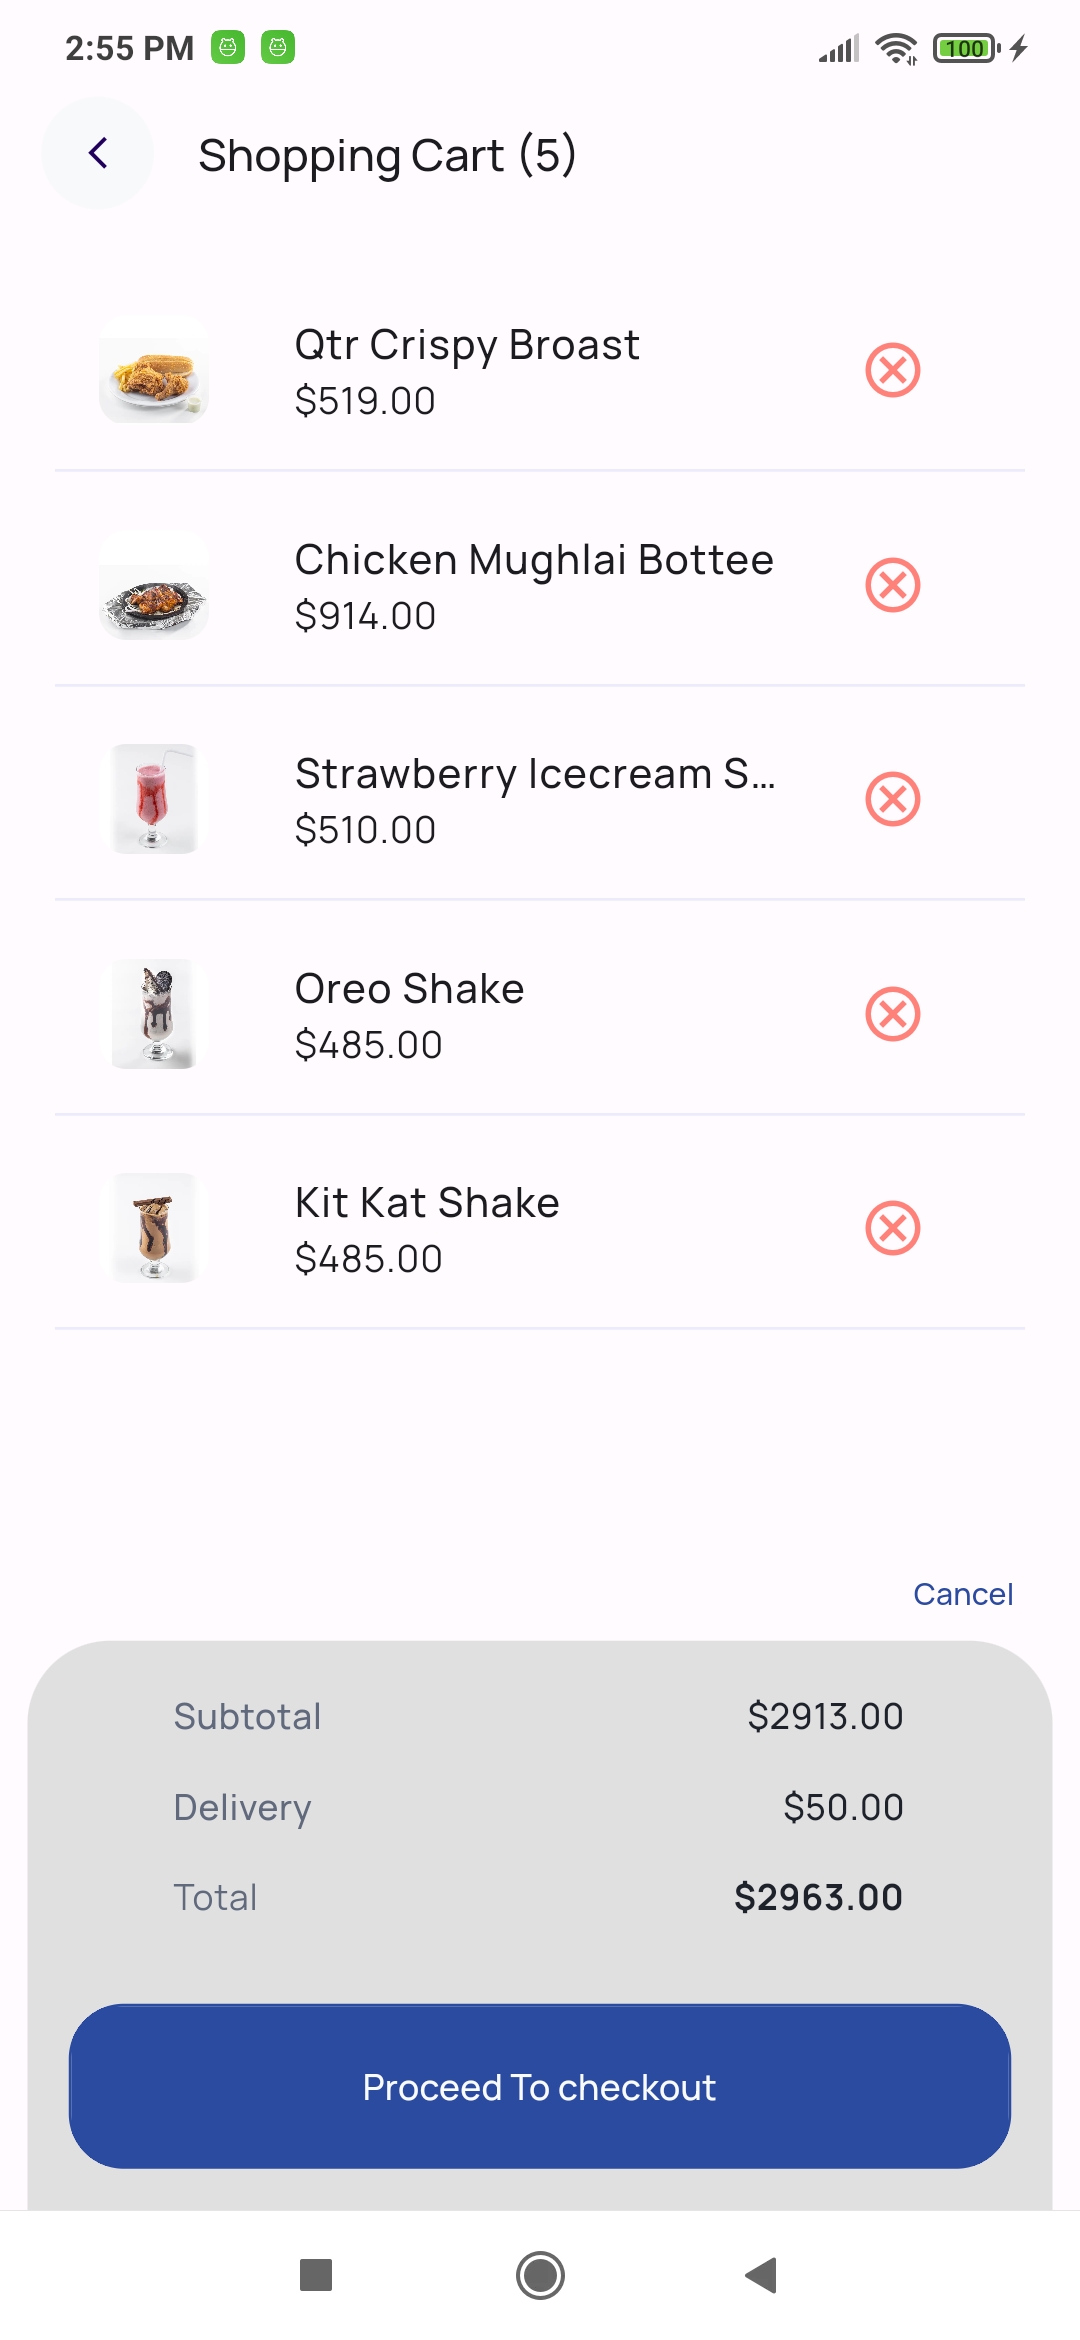 2:55 PM
100
Shopping Cart (5)
Qtr Crispy Broast
$519.00
Chicken Mughlai Bottee
$914.00
Strawberry Icecream S...
$510.00
Oreo Shake
$485.00
Kit Kat Shake
$485.00
Cancel
Subtotal $2913.00
Delivery $50.00
Total $2963.00
Proceed To checkout